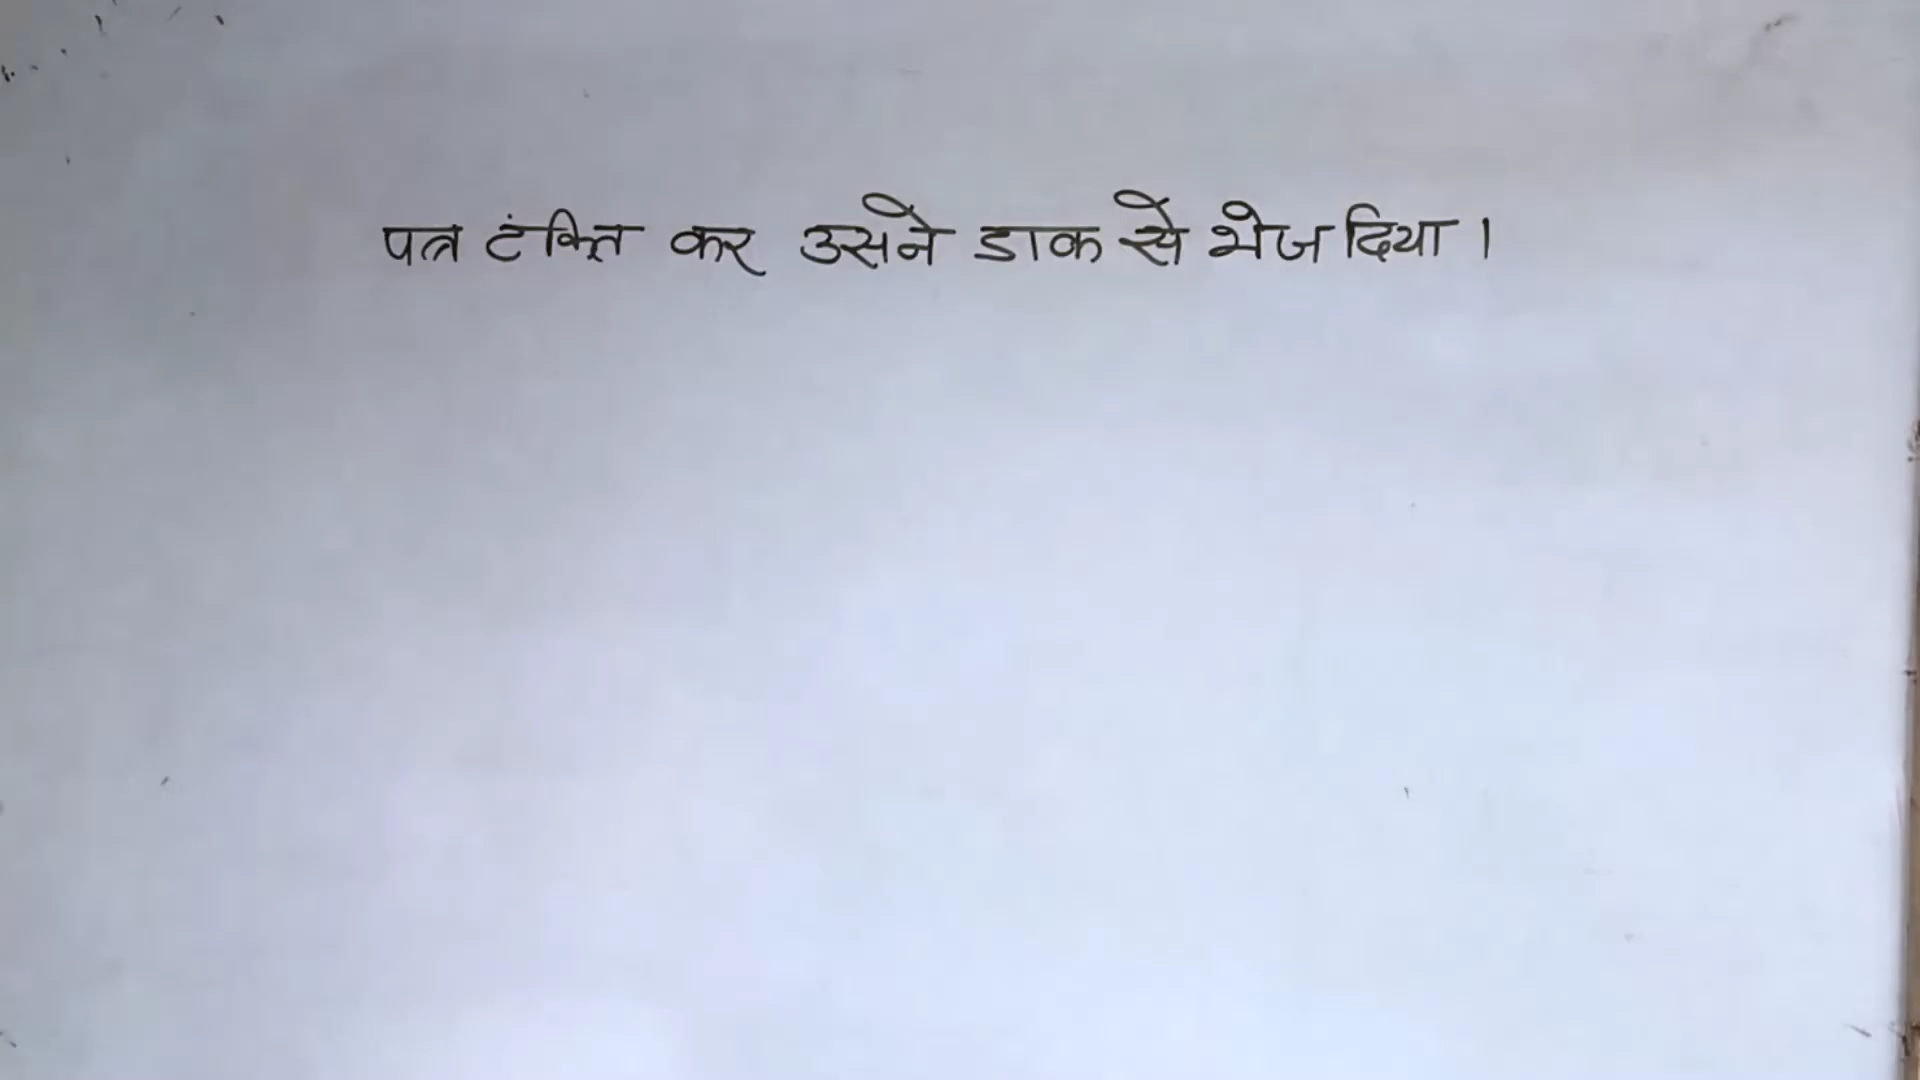 पत्र टंकित कर उसने डाक से भेज दिया।